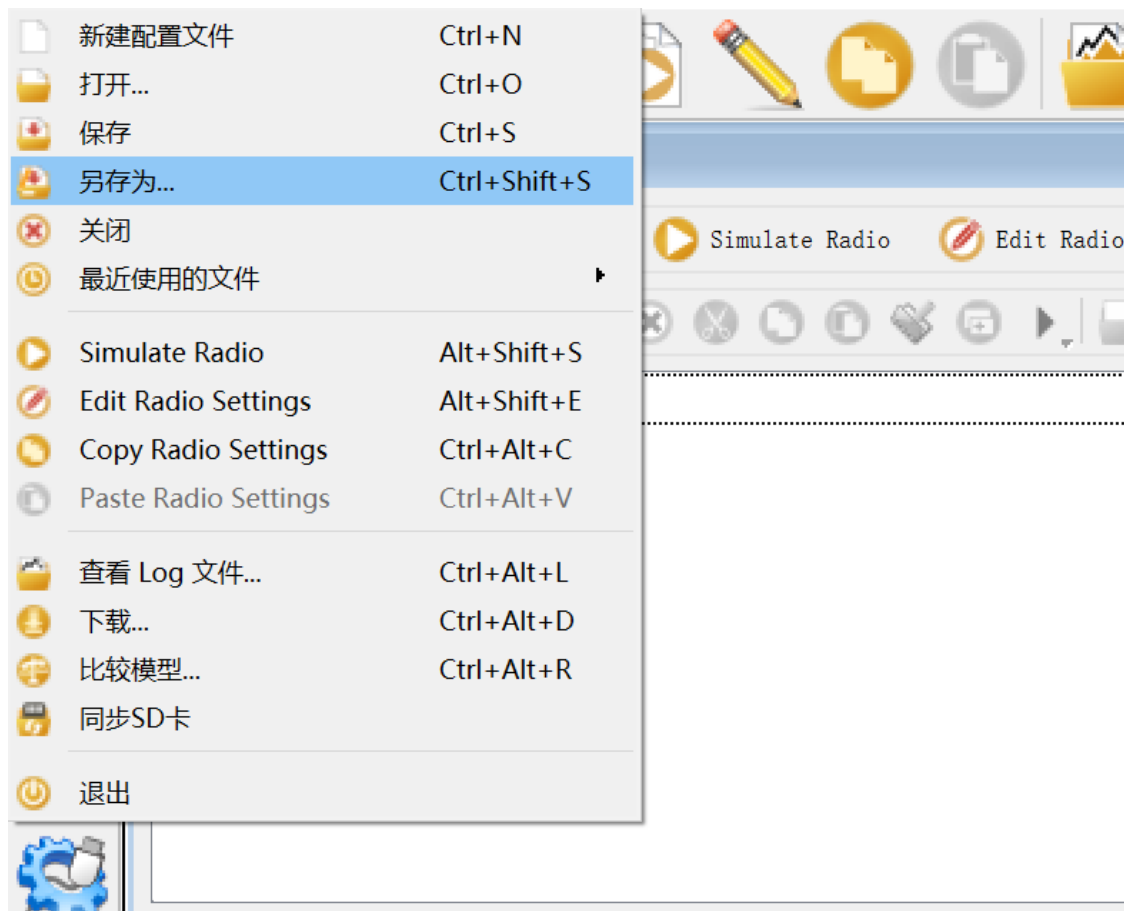 新建配置文件 Ctrl+N
打开... Ctrl+O
保存 Ctrl+S
另存为... Ctrl+Shift+S
关闭
最近使用的文件
Simulate Radio Edit Radio
Simulate Radio Alt+Shift+S
Edit Radio Settings Alt+Shift+E
Copy Radio Settings Ctrl+Alt+C
Paste Radio Settings Ctrl+Alt+V
查看 Log 文件... Ctrl+Alt+L
下载... Ctrl+Alt+D
比较模型... Ctrl+Alt+R
同步SD卡
退出